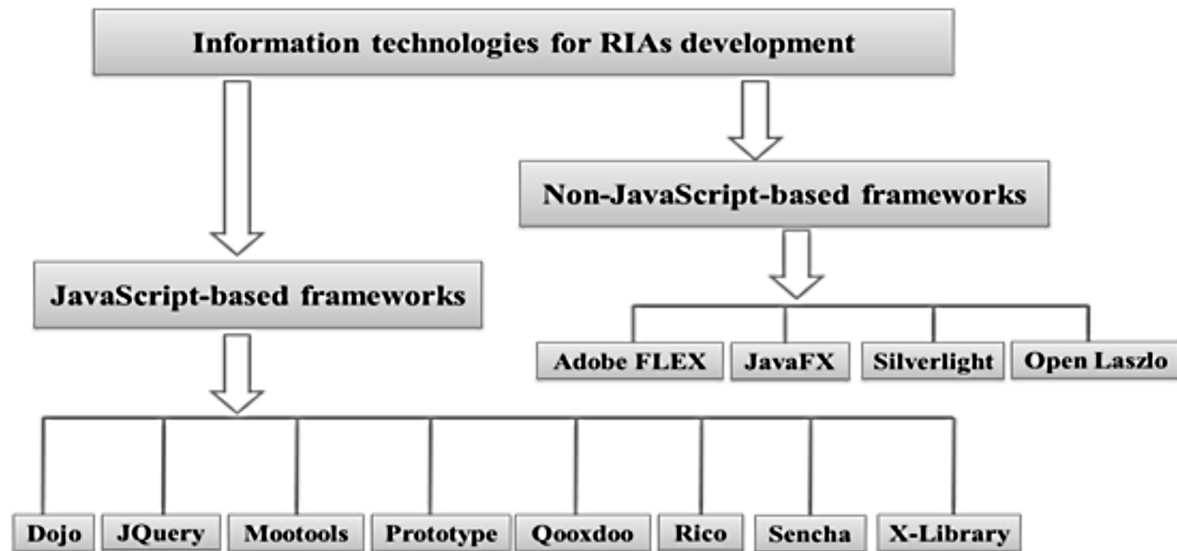 Information technologies for RIAs development
Non-JavaScript-based frameworks
JavaScript-based frameworks
Adobe FLEX
JavaFX
Silverlight
Open Laszlo
Dojo
JQuery
Mootools
Prototype
Qooxdoo
Rico
Sencha
X-Library